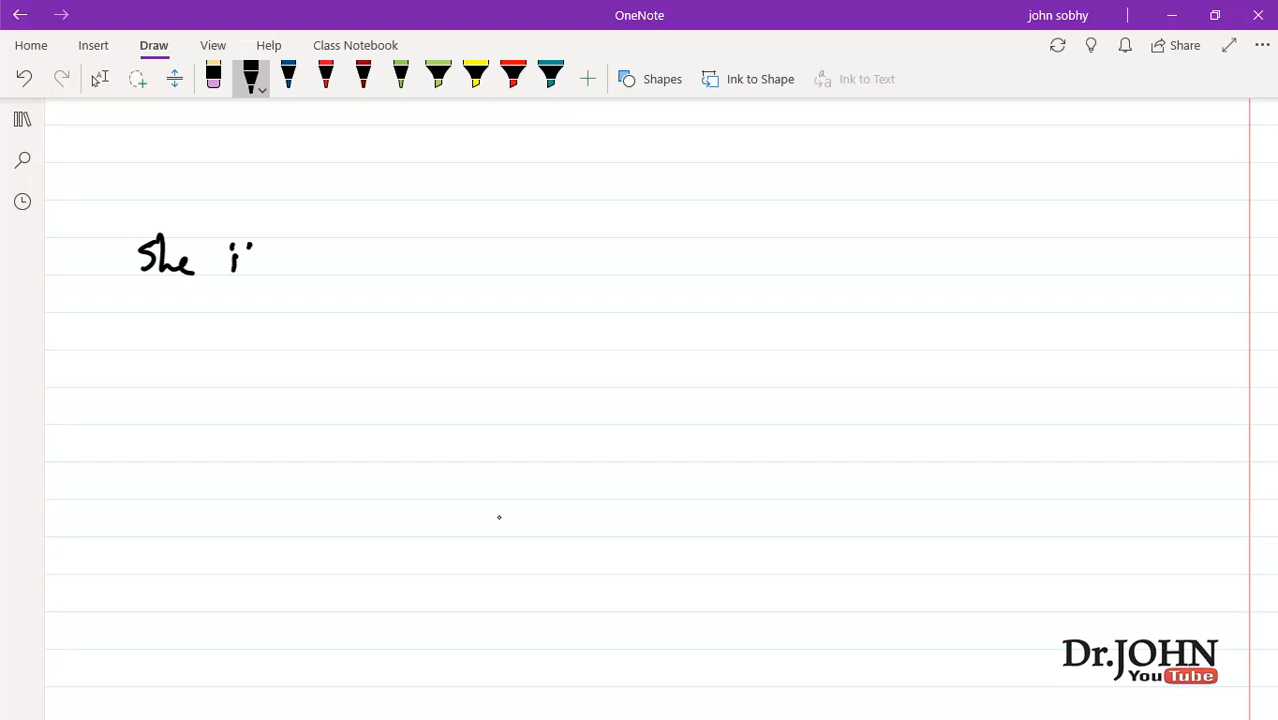 OneNote
john sobhy
Home
Insert
Draw
View
Help
Class Notebook
Share
Shapes
Ink to Shape
Ink to Text
She i'
Dr.JOHN
YouTube